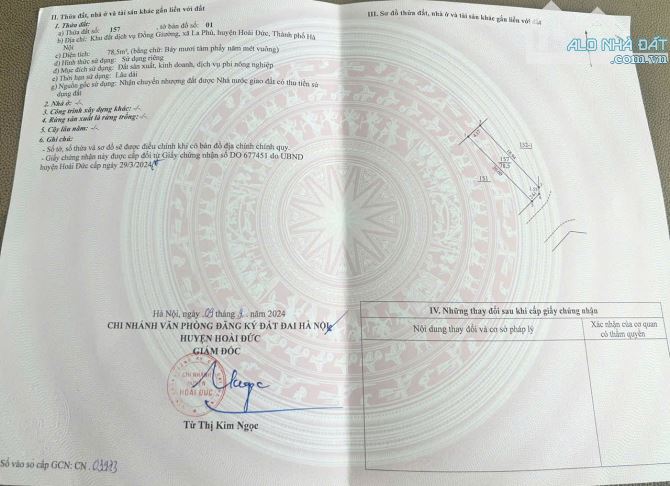 II. Thửa đất, nhà ở và tài sản khác gắn liền với đất
1. Thửa đất:
a) Thửa đất số: 157 , tờ bản đồ số: 01
b) Địa chỉ: Khu đất dịch vụ Đồng Giường, xã La Phù, huyện Hoài Đức, Thành phố Hà
Nội
c) Diện tích: 78,5m², (bằng chữ: Bảy mươi tám phẩy năm mét vuông)
d) Hình thức sử dụng: Sử dụng riêng
đ) Mục đích sử dụng: Đất sản xuất, kinh doanh, dịch vụ phi nông nghiệp
e) Thời hạn sử dụng: Lâu dài
g) Nguồn gốc sử dụng: Nhận chuyển nhượng đất được Nhà nước giao đất có thu tiền sử
dụng đất
2. Nhà ở: -/-
3. Công trình xây dựng khác: -/-
4. Rừng sản xuất là rừng trồng: -/-
5. Cây lâu năm: -/-
6. Ghi chú:
- Số tờ, số thửa và sơ đồ sẽ được điều chỉnh khi có bản đồ địa chính chính quy.
- Giấy chứng nhận này được cấp đổi từ Giấy chứng nhận số DO 677451 do UBND
huyện Hoài Đức cấp ngày 29/3/2024
Hà Nội, ngày 09 tháng 9 năm 2024
CHI NHÁNH VĂN PHÒNG ĐĂNG KÝ ĐẤT ĐAI HÀ NỘI
HUYỆN HOÀI ĐỨC
GIÁM ĐỐC
CHI NHÁNH
HUYỆN
HOÀI ĐỨC
Từ Thị Kim Ngọc
Số vào sổ cấp GCN: CN.
III. Sơ đồ thửa đất, nhà ở và tài sản khác gắn liền với đất
ALO NHÀ ĐẤT
.com.vn
157
78.5
151
IV. Những thay đổi sau khi cấp giấy chứng nhận
Nội dung thay đổi và cơ sở pháp lý
Xác nhận của cơ quan
có thẩm quyền